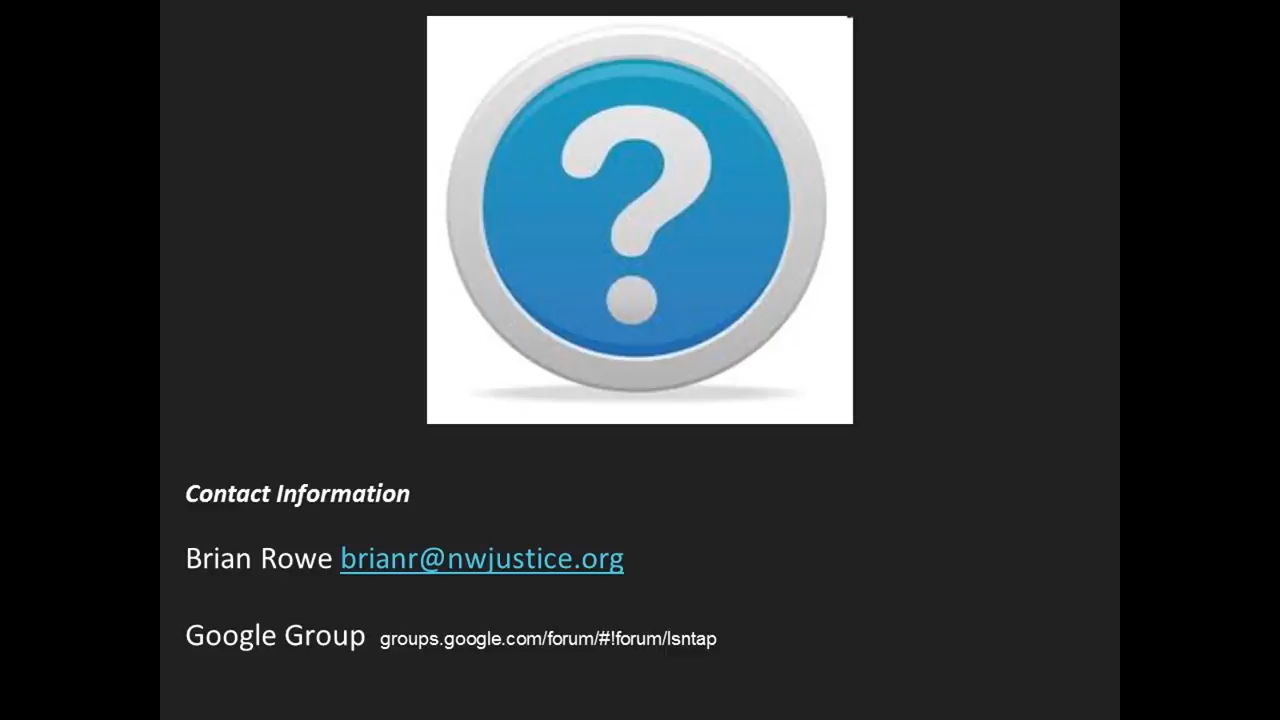 ?
Contact Information
Brian Rowe brianr@nwjustice.org
Google Group groups.google.com/forum/#!forum/lsntap